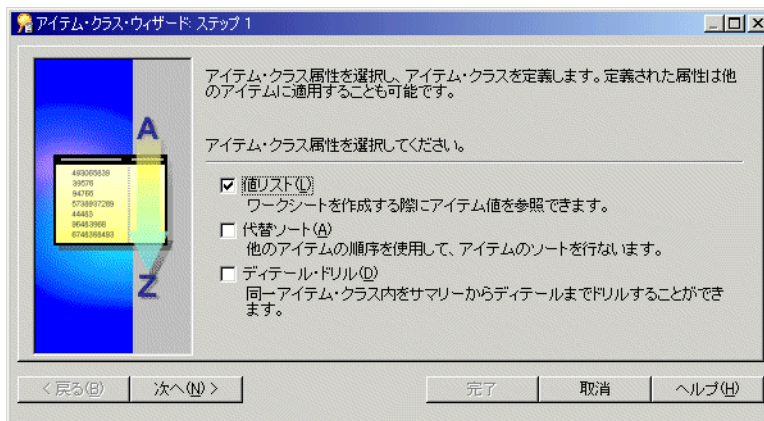 アイテム・クラス・ウィザード: ステップ 1
アイテム・クラス属性を選択し、アイテム・クラスを定義します。定義された属性は他
のアイテムに適用することも可能です。
アイテム・クラス属性を選択してください。
A
493065839
39576
94766
5738937289
44483
96483968
6748368493
Z
値リスト(L)
ワークシートを作成する際にアイテム値を参照できます。
代替ソート(A)
他のアイテムの順序を使用して、アイテムのソートを行ないます。
ディテール・ドリル(D)
同一アイテム・クラス内をサマリーからディテールまでドリルすることができ
ます。
< 戻る(B)
次へ(N) >
完了
取消
ヘルプ(H)